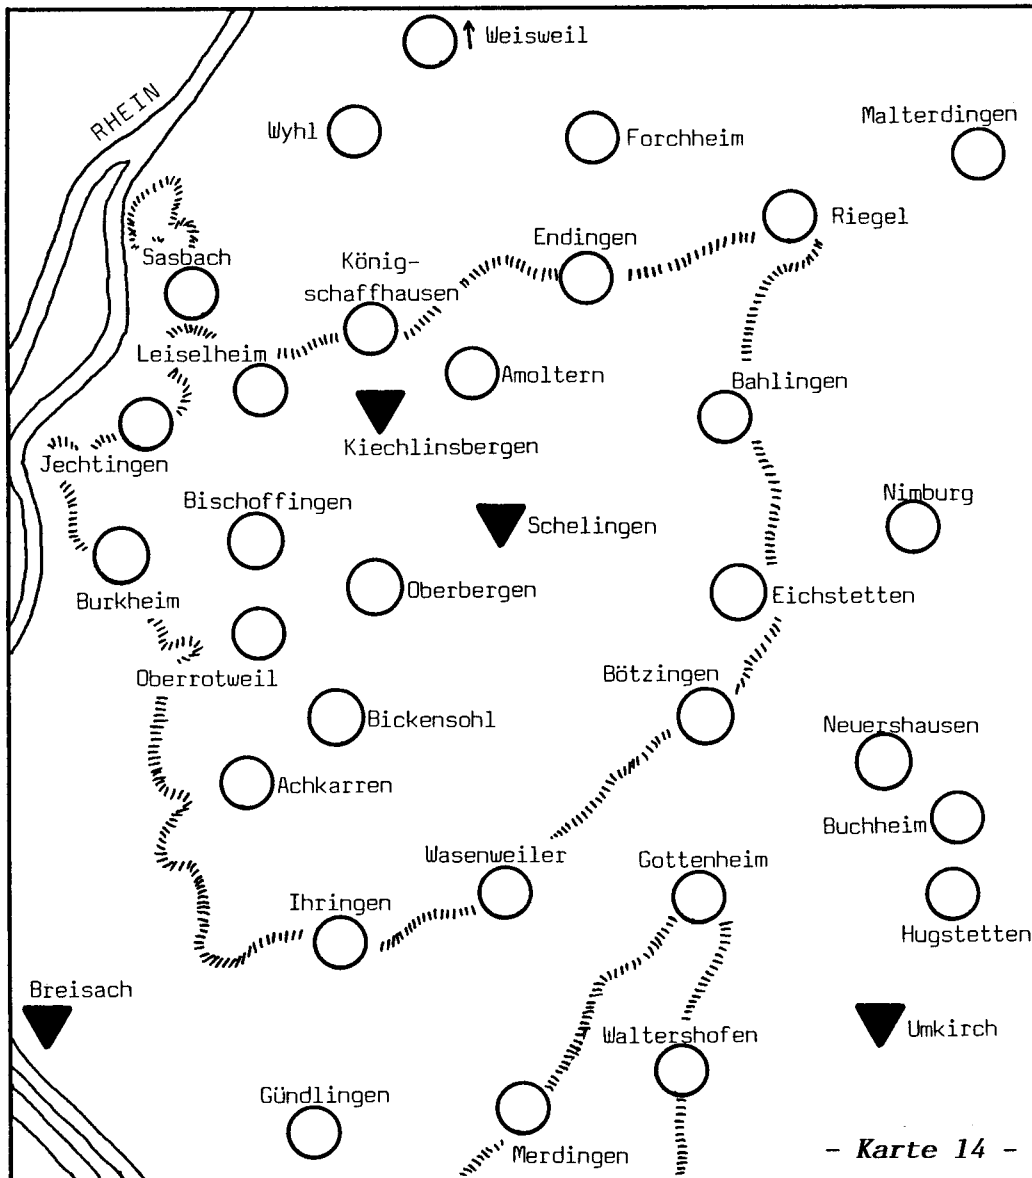 ↑ Weisweil
RHEIN
Wyhl
Forchheim
Malterdingen
Riegel
Endingen
Sasbach
König-
schaffhausen
Leiselheim
Amoltern
Bahlingen
Kiechlinsbergen
Jechtingen
Bischoffingen
Nimburg
Schelingen
Burkheim
Oberbergen
Eichstetten
Oberrotweil
Bötzingen
Bickensohl
Neuershausen
Achkarren
Buchheim
Wasenweiler
Gottenheim
Ihringen
Hugstetten
Breisach
Umkirch
Waltershofen
Gündlingen
Merdingen
- Karte 14 -